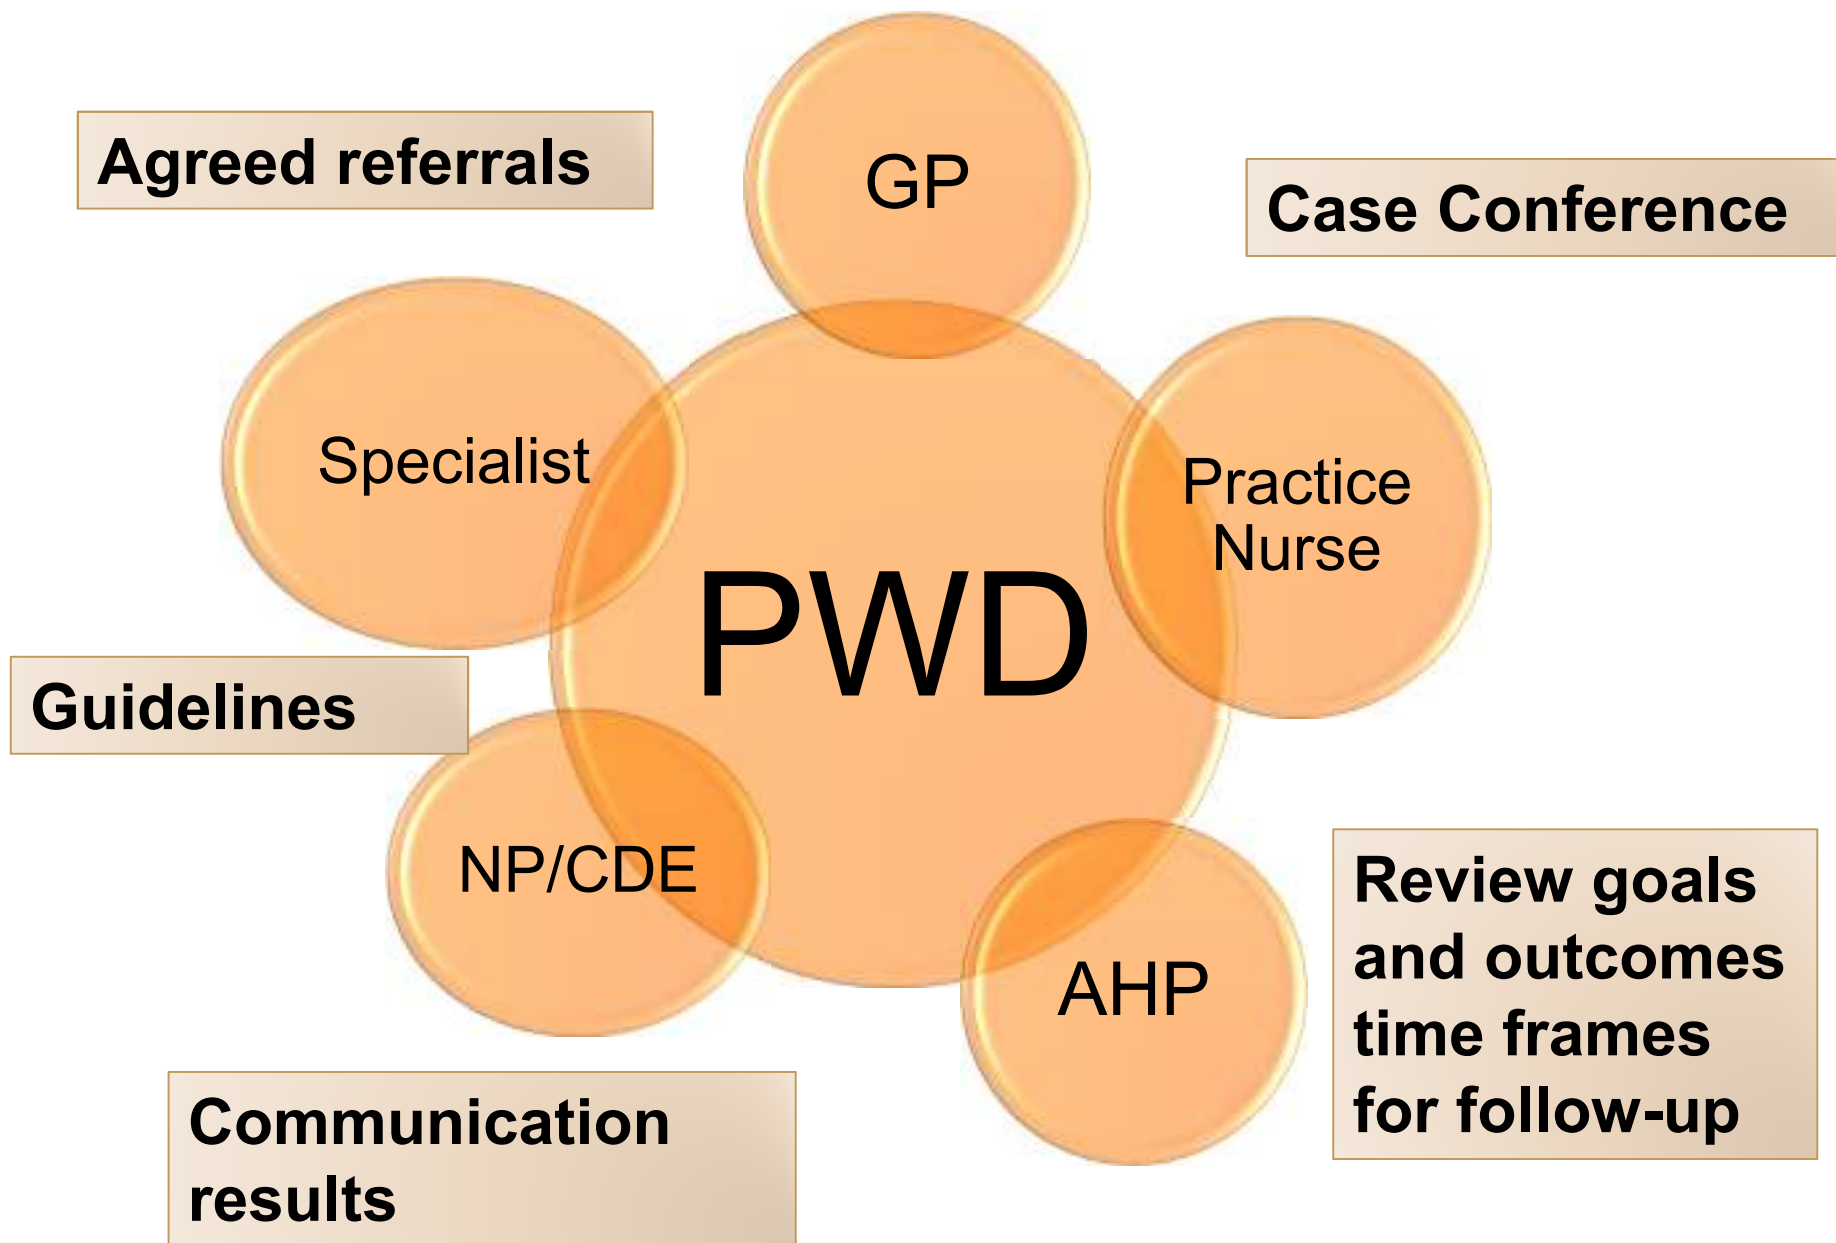 GP
Agreed referrals
Case Conference
Specialist
Practice
Nurse
PWD
Guidelines
NP/CDE
AHP
Review goals
and outcomes
time frames
for follow-up
Communication
results